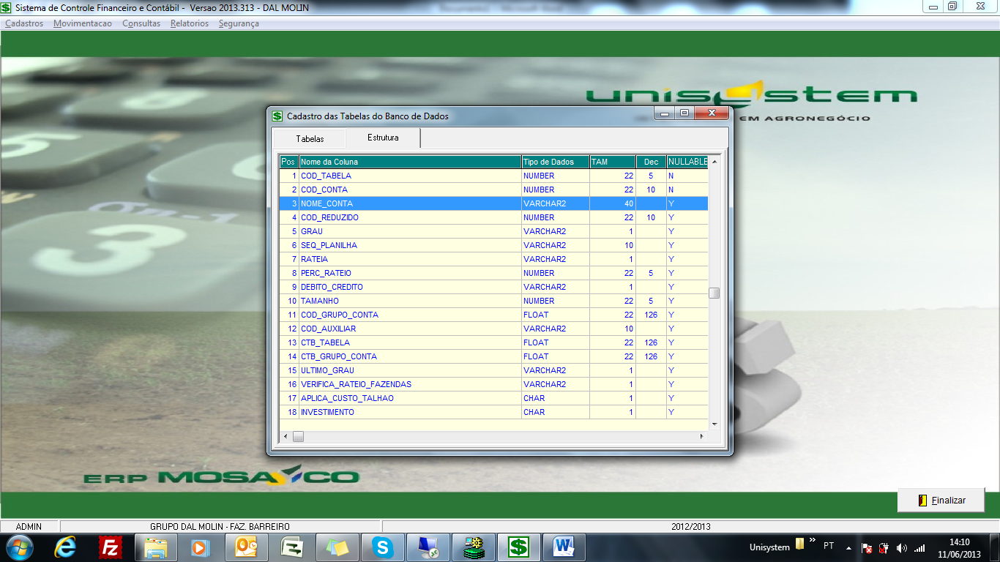 Sistema de Controle Financeiro e Contábil - Versao 2013.313 - DAL MOLIN
Cadastros Movimentacao Consultas Relatorios Segurança
unisystem
EM AGRONEGÓCIO
Cadastro das Tabelas do Banco de Dados
Tabelas Estrutura
Pos Nome da Coluna Tipo de Dados TAM Dec NULLABLE
1 COD_TABELA NUMBER 22 5 N
2 COD_CONTA NUMBER 22 10 N
3 NOME_CONTA VARCHAR2 40 Y
4 COD_REDUZIDO NUMBER 22 10 Y
5 GRAU VARCHAR2 1 Y
6 SEQ_PLANILHA VARCHAR2 10 Y
7 RATEIA VARCHAR2 1 Y
8 PERC_RATEIO NUMBER 22 5 Y
9 DEBITO_CREDITO VARCHAR2 1 Y
10 TAMANHO NUMBER 22 5 Y
11 COD_GRUPO_CONTA FLOAT 22 126 Y
12 COD_AUXILIAR VARCHAR2 10 Y
13 CTB_TABELA FLOAT 22 126 Y
14 CTB_GRUPO_CONTA FLOAT 22 126 Y
15 ULTIMO_GRAU VARCHAR2 1 Y
16 VERIFICA_RATEIO_FAZENDAS VARCHAR2 1 Y
17 APLICA_CUSTO_TALHAO CHAR 1 Y
18 INVESTIMENTO CHAR 1 Y
ERP MOSAYCO
Finalizar
ADMIN GRUPO DAL MOLIN - FAZ. BARREIRO 2012/2013
Unisystem » PT 14:10
11/06/2013